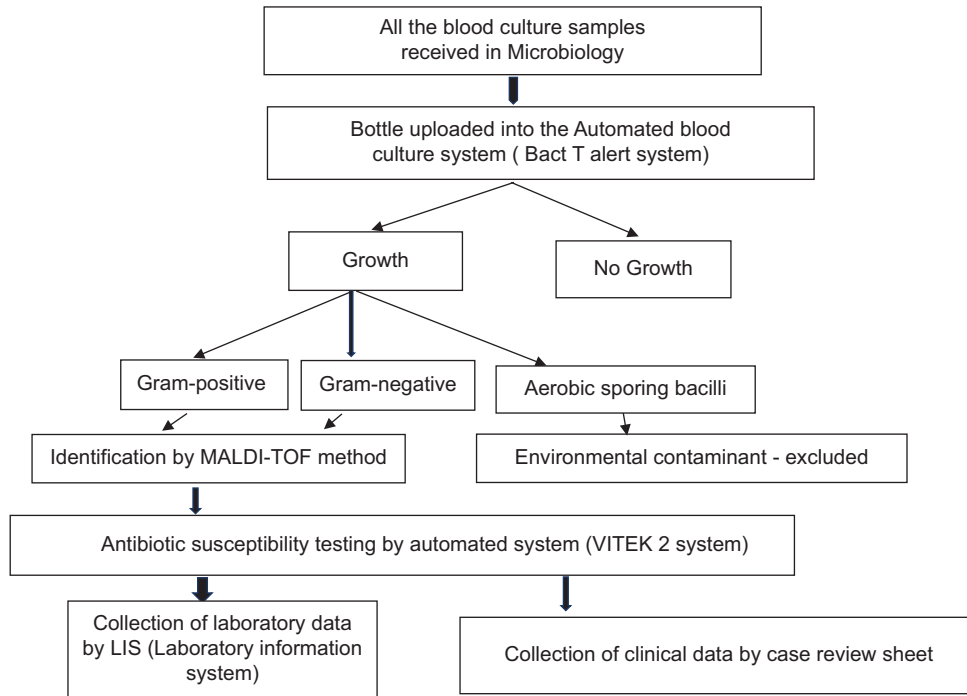 All the blood culture samples
received in Microbiology
Bottle uploaded into the Automated blood
culture system ( Bact T alert system)
Growth
No Growth
Gram-positive
Gram-negative
Aerobic sporing bacilli
Identification by MALDI-TOF method
Environmental contaminant - excluded
Antibiotic susceptibility testing by automated system (VITEK 2 system)
Collection of laboratory data
by LIS (Laboratory information
system)
Collection of clinical data by case review sheet